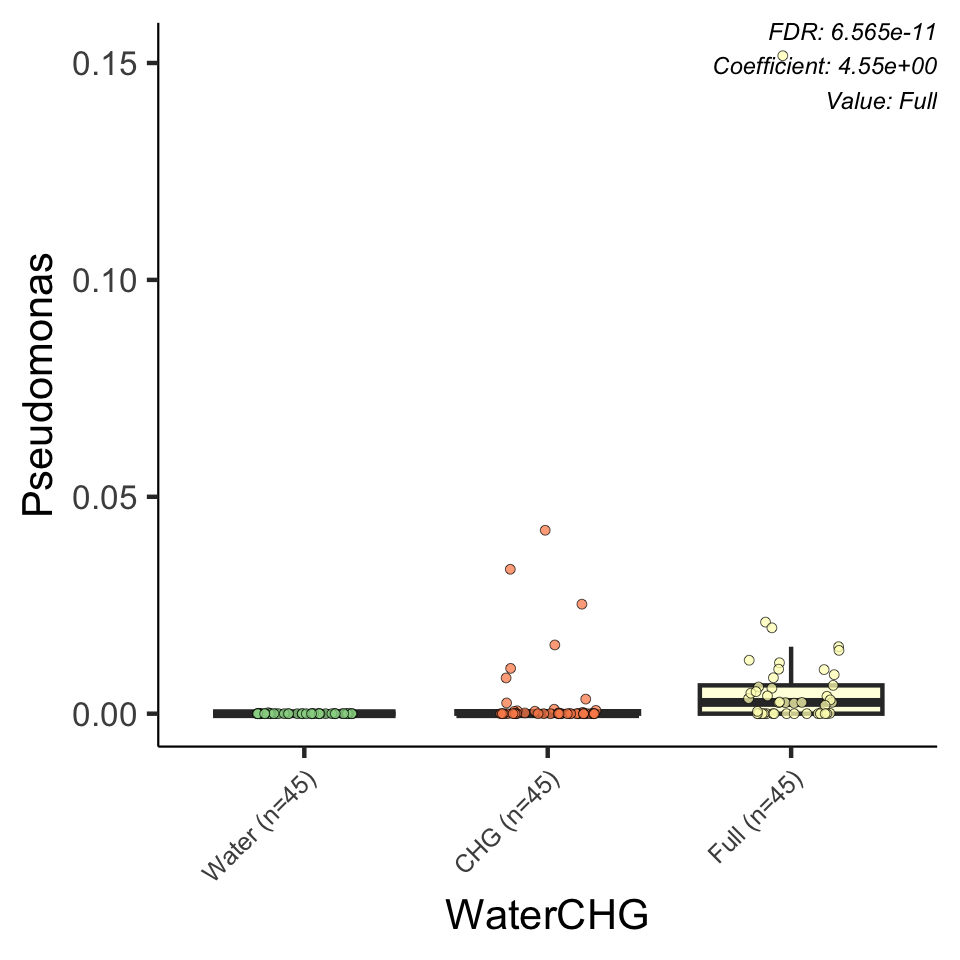 FDR: 6.565e-11
Coefficient: 4.55e+00
Value: Full
Pseudomonas
0.15
0.10
0.05
0.00
Water (n=45)
CHG (n=45)
Full (n=45)
WaterCHG